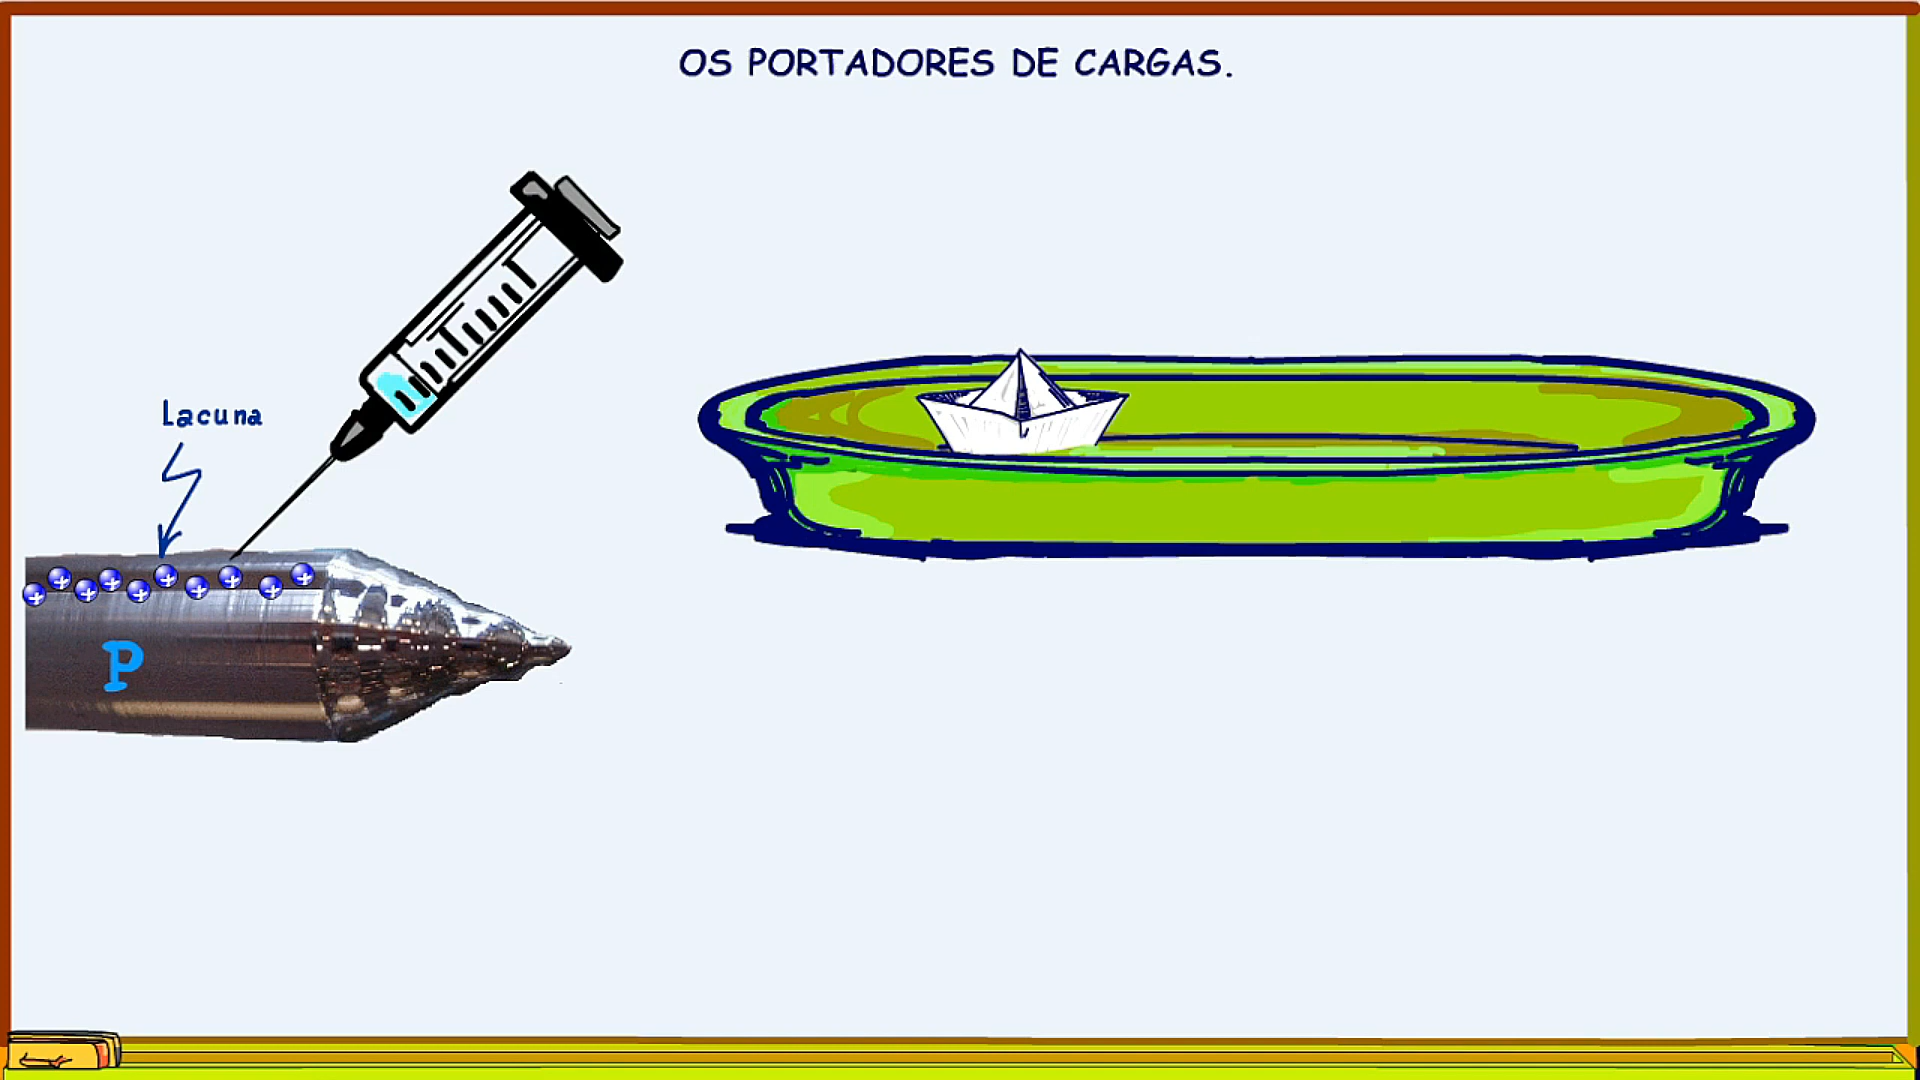 OS PORTADORES DE CARGAS.
Lacuna
+ + + + + + + + + +
P